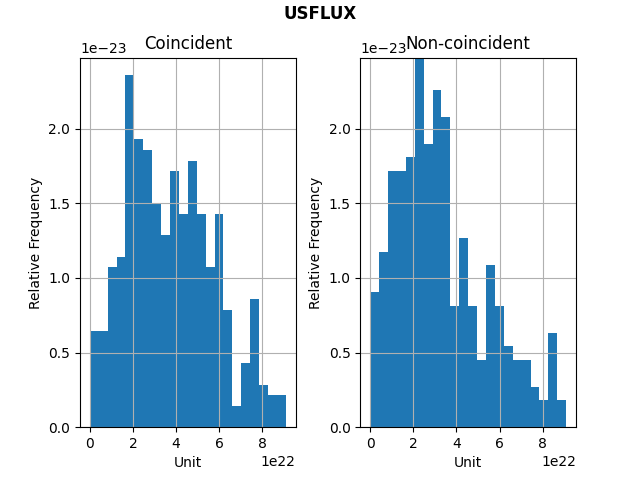 USFLUX
Coincident
1e−23
Relative Frequency
2.0
1.5
1.0
0.5
0.0
0 2 4 6 8
1e22
Unit
Non-coincident
1e−23
Relative Frequency
2.0
1.5
1.0
0.5
0.0
0 2 4 6 8
1e22
Unit